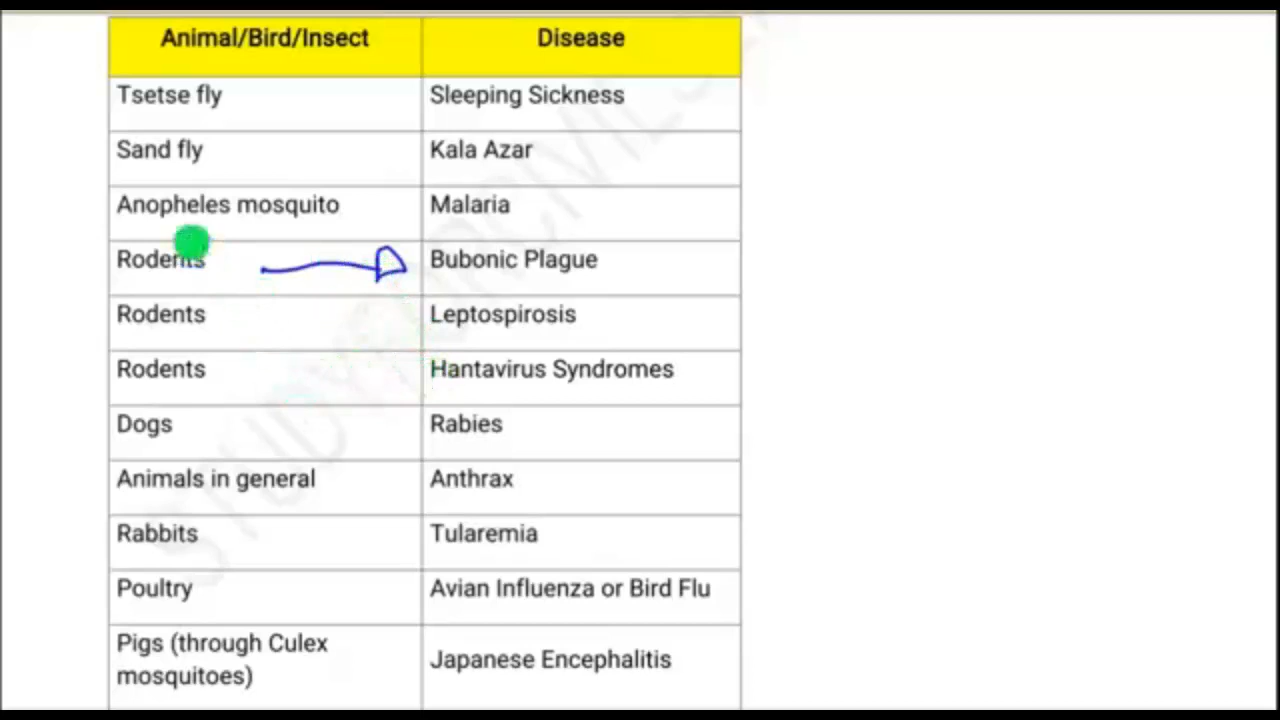 Animal/Bird/Insect Disease
Tsetse fly Sleeping Sickness
Sand fly Kala Azar
Anopheles mosquito Malaria
Rodents Bubonic Plague
Rodents Leptospirosis
Rodents Hantavirus Syndromes
Dogs Rabies
Animals in general Anthrax
Rabbits Tularemia
Poultry Avian Influenza or Bird Flu
Pigs (through Culex
mosquitoes) Japanese Encephalitis